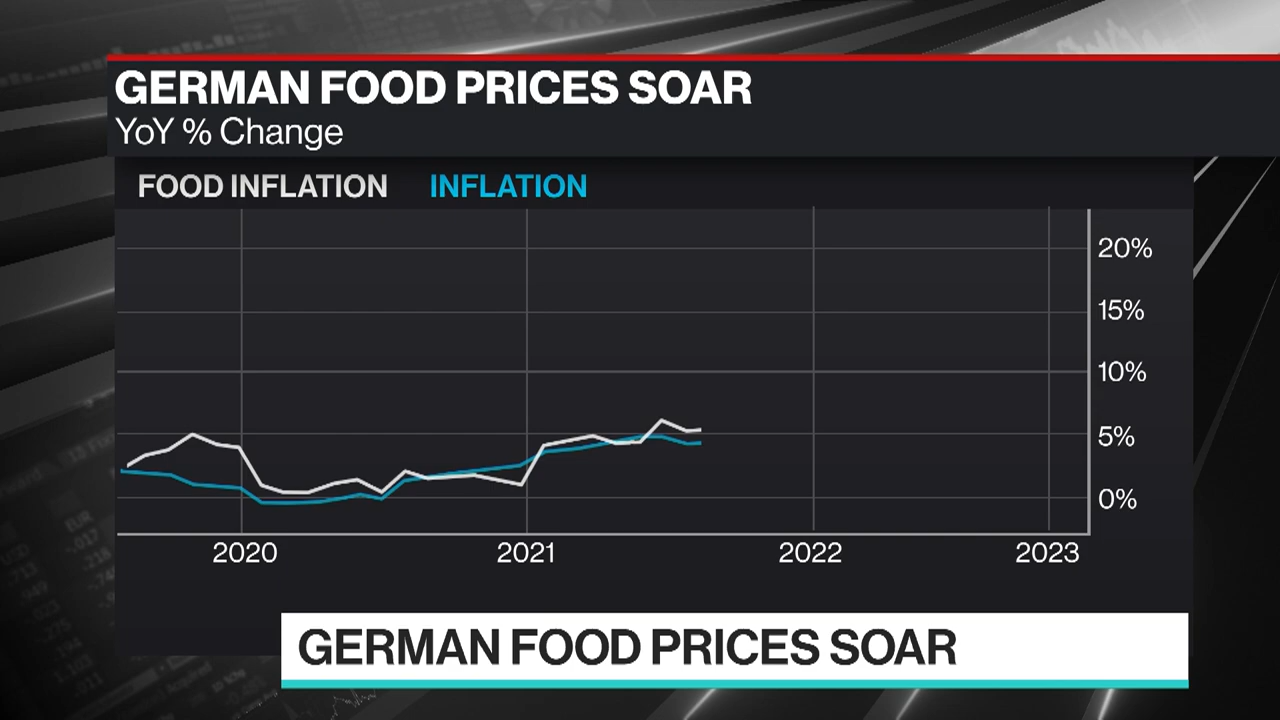 GERMAN FOOD PRICES SOAR
YoY % Change
FOOD INFLATION INFLATION
20%
15%
10%
5%
0%
2020 2021 2022 2023
GERMAN FOOD PRICES SOAR